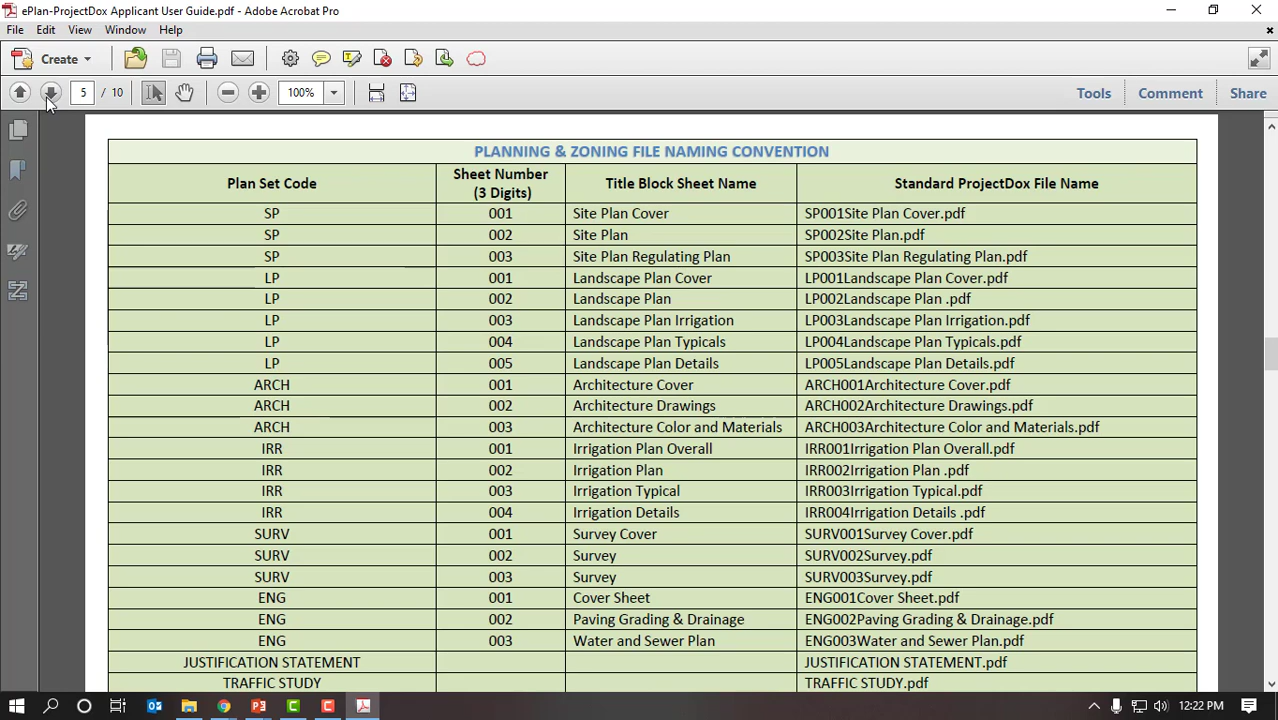 ePlan-ProjectDox Applicant User Guide.pdf - Adobe Acrobat Pro
File Edit View Window Help
Create
5 / 10 100% Tools Comment Share
PLANNING & ZONING FILE NAMING CONVENTION
Plan Set Code Sheet Number (3 Digits) Title Block Sheet Name Standard ProjectDox File Name
SP 001 Site Plan Cover SP001Site Plan Cover.pdf
SP 002 Site Plan SP002Site Plan.pdf
SP 003 Site Plan Regulating Plan SP003Site Plan Regulating Plan.pdf
LP 001 Landscape Plan Cover LP001Landscape Plan Cover.pdf
LP 002 Landscape Plan LP002Landscape Plan .pdf
LP 003 Landscape Plan Irrigation LP003Landscape Plan Irrigation.pdf
LP 004 Landscape Plan Typicals LP004Landscape Plan Typicals.pdf
LP 005 Landscape Plan Details LP005Landscape Plan Details.pdf
ARCH 001 Architecture Cover ARCH001Architecture Cover.pdf
ARCH 002 Architecture Drawings ARCH002Architecture Drawings.pdf
ARCH 003 Architecture Color and Materials ARCH003Architecture Color and Materials.pdf
IRR 001 Irrigation Plan Overall IRR001Irrigation Plan Overall.pdf
IRR 002 Irrigation Plan IRR002Irrigation Plan .pdf
IRR 003 Irrigation Typical IRR003Irrigation Typical.pdf
IRR 004 Irrigation Details IRR004Irrigation Details .pdf
SURV 001 Survey Cover SURV001Survey Cover.pdf
SURV 002 Survey SURV002Survey.pdf
SURV 003 Survey SURV003Survey.pdf
ENG 001 Cover Sheet ENG001Cover Sheet.pdf
ENG 002 Paving Grading & Drainage ENG002Paving Grading & Drainage.pdf
ENG 003 Water and Sewer Plan ENG003Water and Sewer Plan.pdf
JUSTIFICATION STATEMENT JUSTIFICATION STATEMENT.pdf
TRAFFIC STUDY TRAFFIC STUDY.pdf
12:22 PM